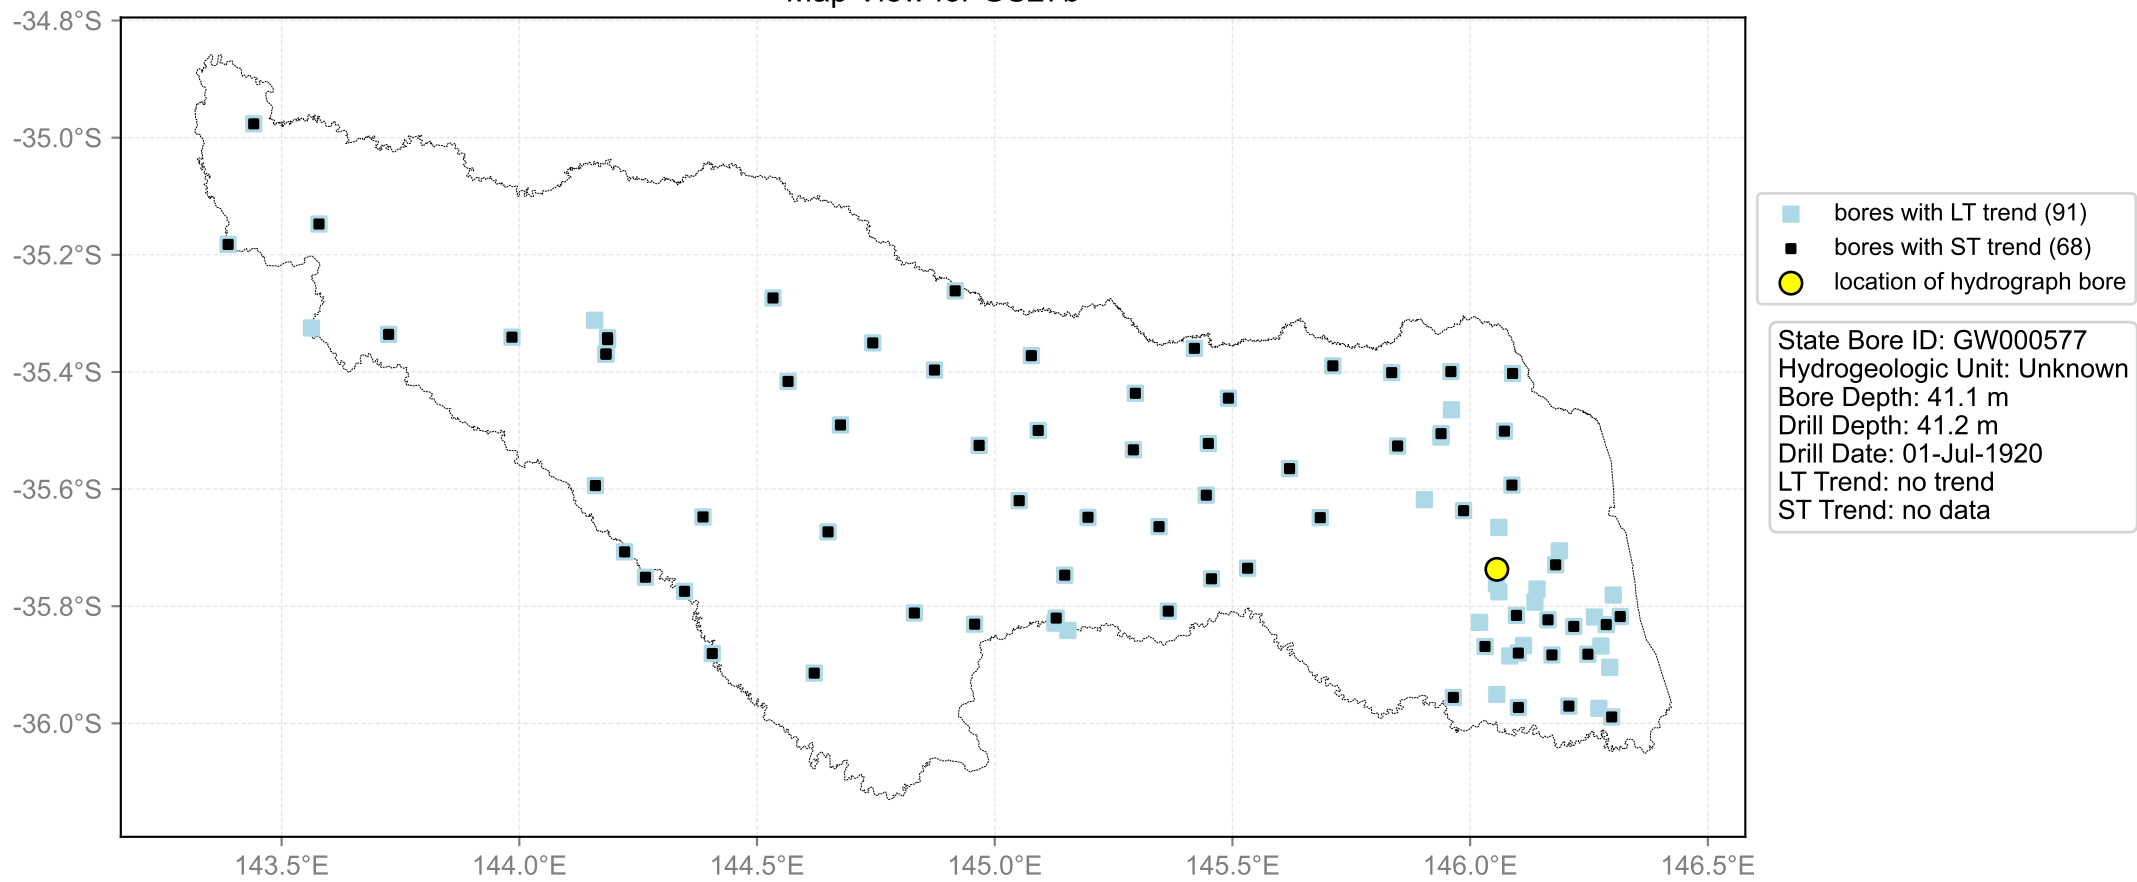 -34.8°S
-35.0°S
-35.2°S
-35.4°S
-35.6°S
-35.8°S
-36.0°S
143.5°E
144.0°E
144.5°E
145.0°E
145.5°E
146.0°E
146.5°E
bores with LT trend (91)
bores with ST trend (68)
location of hydrograph bore
State Bore ID: GW000577
Hydrogeologic Unit: Unknown
Bore Depth: 41.1 m
Drill Depth: 41.2 m
Drill Date: 01-Jul-1920
LT Trend: no trend
ST Trend: no data